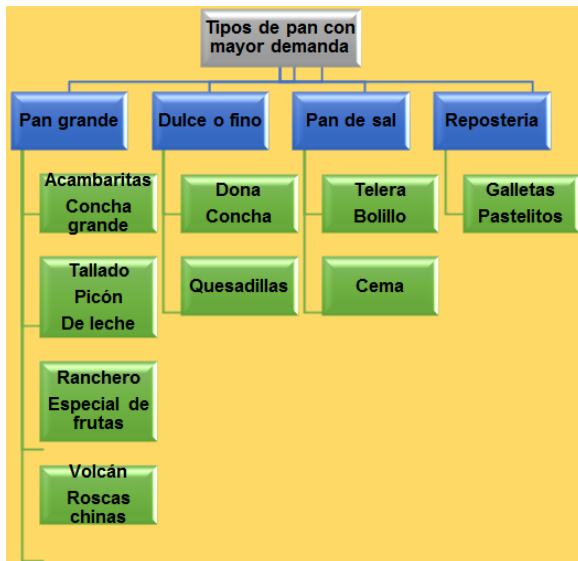 Tipos de pan con
mayor demanda
Pan grande
Dulce o fino
Pan de sal
Reposteria
Acambaritas
Concha
grande
Tallado
Picón
De leche
Ranchero
Especial de
frutas
Volcán
Roscas
chinas
Dona
Concha
Quesadillas
Telera
Bolillo
Cema
Galletas
Pastelitos